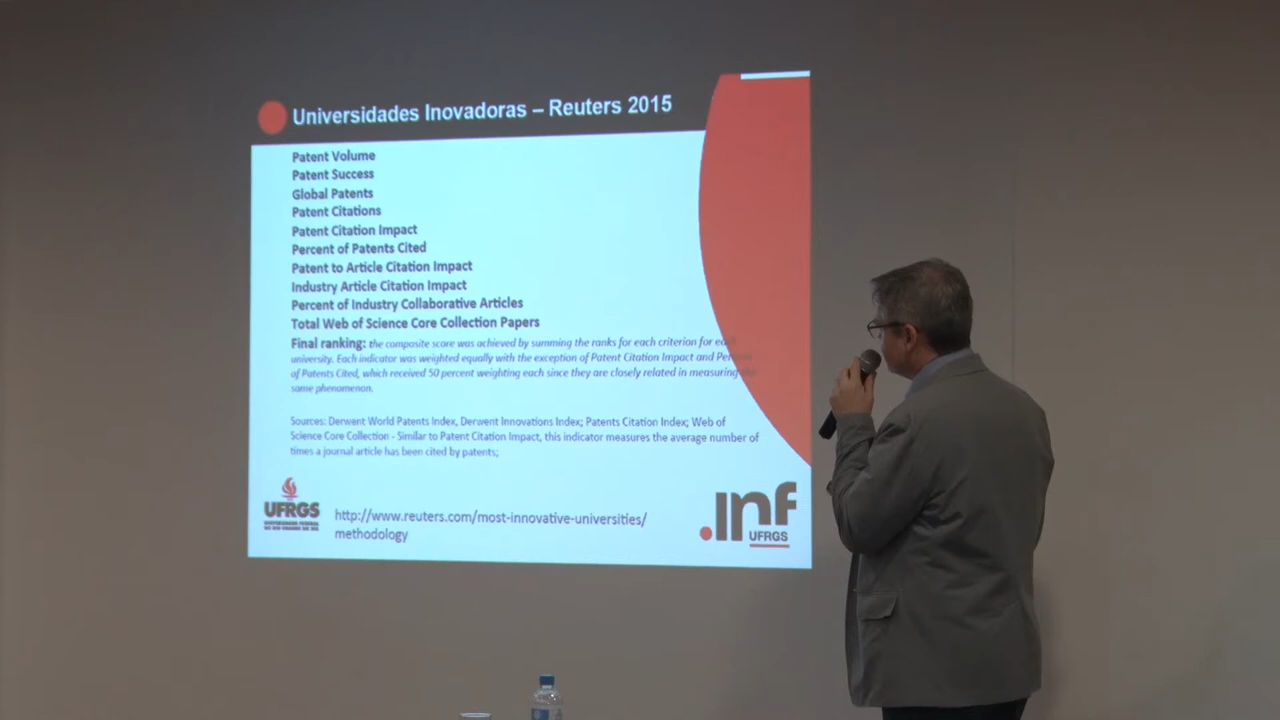 Universidades Inovadoras – Reuters 2015
Patent Volume
Patent Success
Global Patents
Patent Citations
Patent Citation Impact
Percent of Patents Cited
Patent to Article Citation Impact
Industry Article Citation Impact
Percent of Industry Collaborative Articles
Total Web of Science Core Collection Papers
Final ranking: the composite score was achieved by summing the ranks for each criterion for
university. Each indicator was weighted equally with the exception of Patent Citation Impact and
of Patents Cited, which received 50 percent weighting each since they are closely related in measuring
same phenomenon.
Sources: Derwent World Patents Index, Derwent Innovations Index; Patents Citation Index; Web of
Science Core Collection - Similar to Patent Citation Impact, this indicator measures the average number of
times a journal article has been cited by patents;
UFRGS
UNIVERSIDADE FEDERAL
DO RIO GRANDE DO SUL
http://www.reuters.com/most-innovative-universities/
methodology
.inf
UFRGS